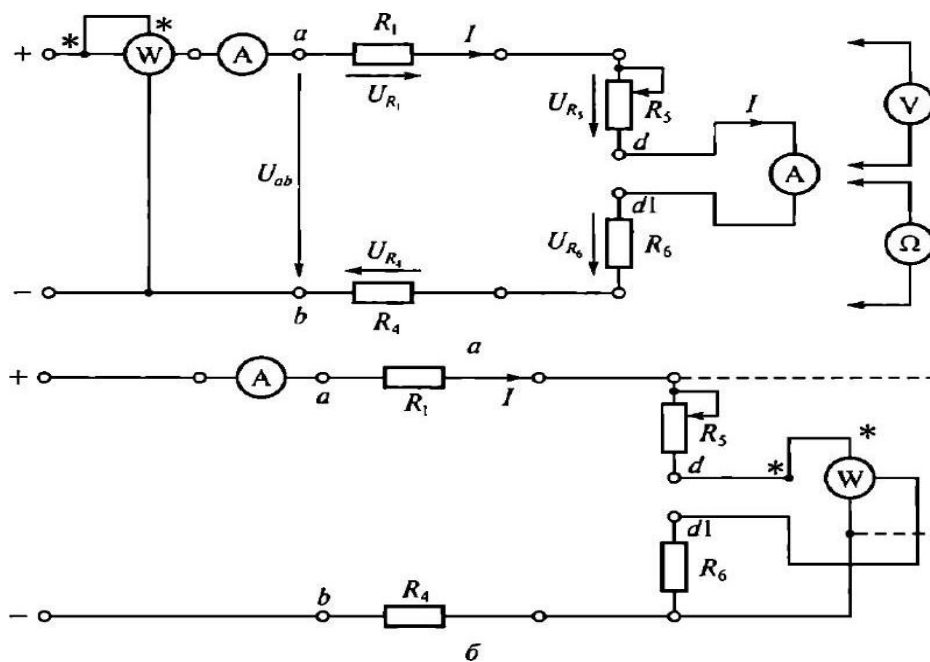 * * R₁ I
+ W A a
U_R₁ U_R₅ R₅ I V
d
U_ab A
d1
U_R₄ U_R₆ R₆ Ω
− b R₄
а
+ A a R₁ I
R₅ * *
d W
d1
R₆
b R₄
−
б